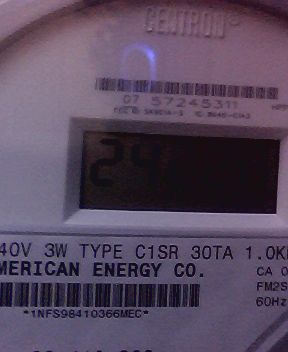 CENTRON®
07 57245311
24
40V 3W TYPE C1SR 30TA 1.0K
MERICAN ENERGY CO.
CA 0
FM2S
60Hz
*1NFS98410366MEC*